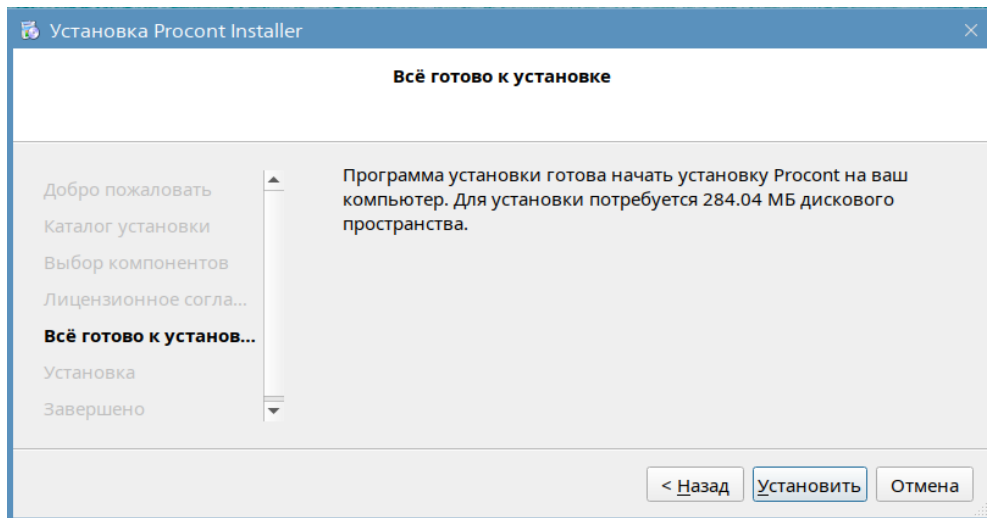 Установка Procont Installer
Всё готово к установке
Добро пожаловать
Каталог установки
Выбор компонентов
Лицензионное согла...
Всё готово к установ...
Установка
Завершено
Программа установки готова начать установку Procont на ваш
компьютер. Для установки потребуется 284.04 МБ дискового
пространства.
< Назад Установить Отмена